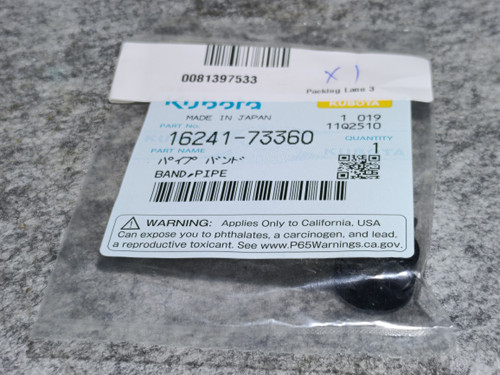 0081397533
X1
Packing Lane 3
Kubota
KUBOTA
MADE IN JAPAN
1 019
PART No.
11Q2510
16241-73360
QUANTITY
1
PART NAME
パイプ バンド
BAND,PIPE
WARNING: Applies Only to California, USA
Can expose you to phthalates, a carcinogen, and lead,
a reproductive toxicant. See www.P65Warnings.ca.gov.